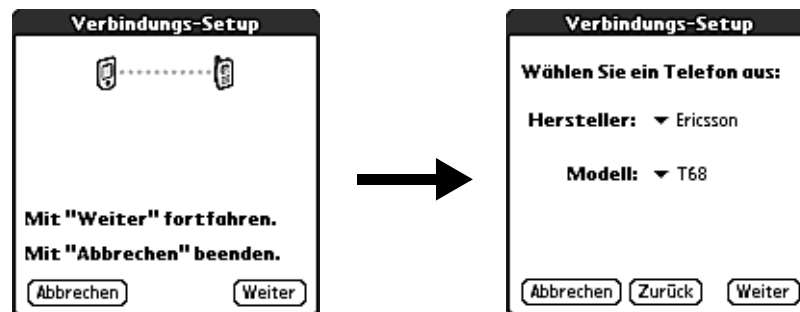 Verbindungs-Setup
Mit "Weiter" fortfahren.
Mit "Abbrechen" beenden.
Abbrechen Weiter
Verbindungs-Setup
Wählen Sie ein Telefon aus:
Hersteller: Ericsson
Modell: T68
Abbrechen Zurück Weiter